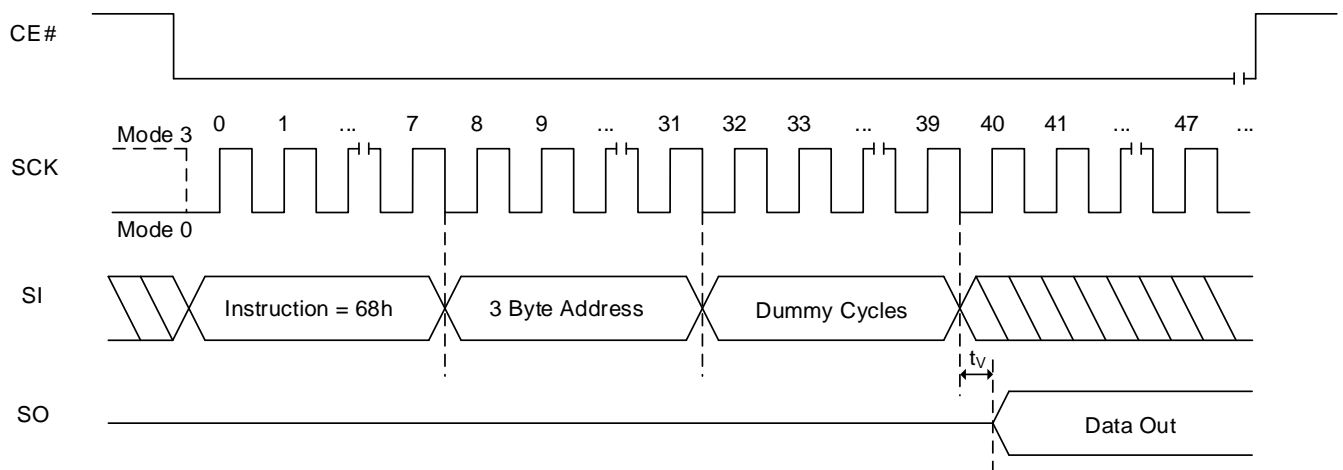 CE#
Mode 3 0 1 ... 7 8 9 ... 31 32 33 ... 39 40 41 ... 47 ...
SCK
Mode 0
SI Instruction = 68h 3 Byte Address Dummy Cycles
tV
SO Data Out